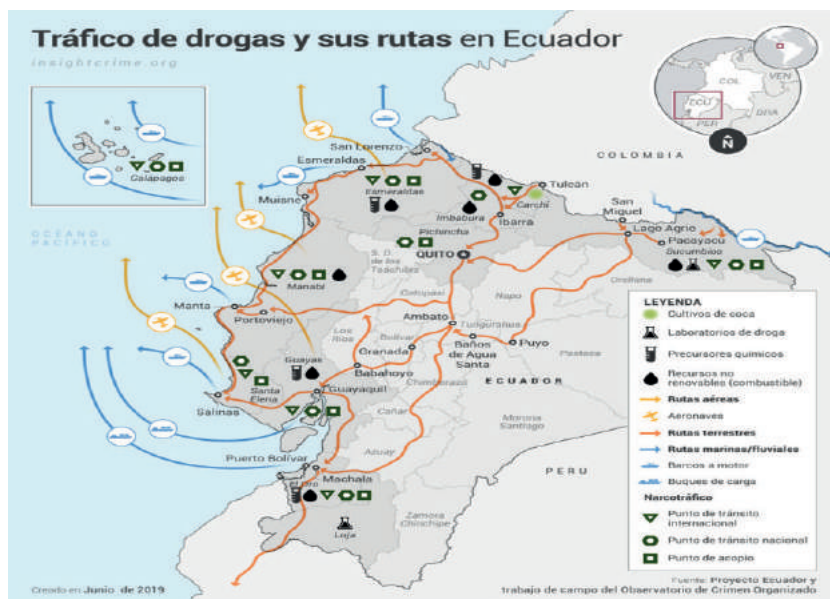 Tráfico de drogas y sus rutas en Ecuador
insightcrime.org
COL
VEN
ECU
BRA
PER
N
COLOMBIA
San Lorenzo
Esmeraldas
Galápagos
Tulcán
Esmeraldas
Carchi
San
Miguel
Muisne
Imbabura
Ibarra
OCÉANO
PACÍFICO
Lago Agrio
Pichincha
Pacayacu
QUITO
Sucumbíos
S. D.
de los
Tsáchilas
Orellana
Manabí
Cotopaxi
Napo
Manta
Portoviejo
Ambato
Tungurahua
Los
Ríos
Bolívar
Baños
de Agua
Santa
Puyo
Pastaza
Guayas
Granada
Babahoyo
Chimborazo
ECUADOR
Santa
Elena
Guayaquil
Salinas
Cañar
Morona
Santiago
Azuay
Puerto Bolívar
Machala
El Oro
PERU
Zamora
Chinchipe
Loja
LEYENDA
Cultivos de coca
Laboratorios de droga
Precursores químicos
Recursos no
renovables (combustible)
Rutas aéreas
Aeronaves
Rutas terrestres
Rutas marinas/fluviales
Barcos a motor
Buques de carga
Narcotráfico
Punto de tránsito
internacional
Punto de tránsito nacional
Punto de acopio
Creado en Junio de 2019
Fuente: Proyecto Ecuador y
trabajo de campo del Observatorio de Crimen Organizado